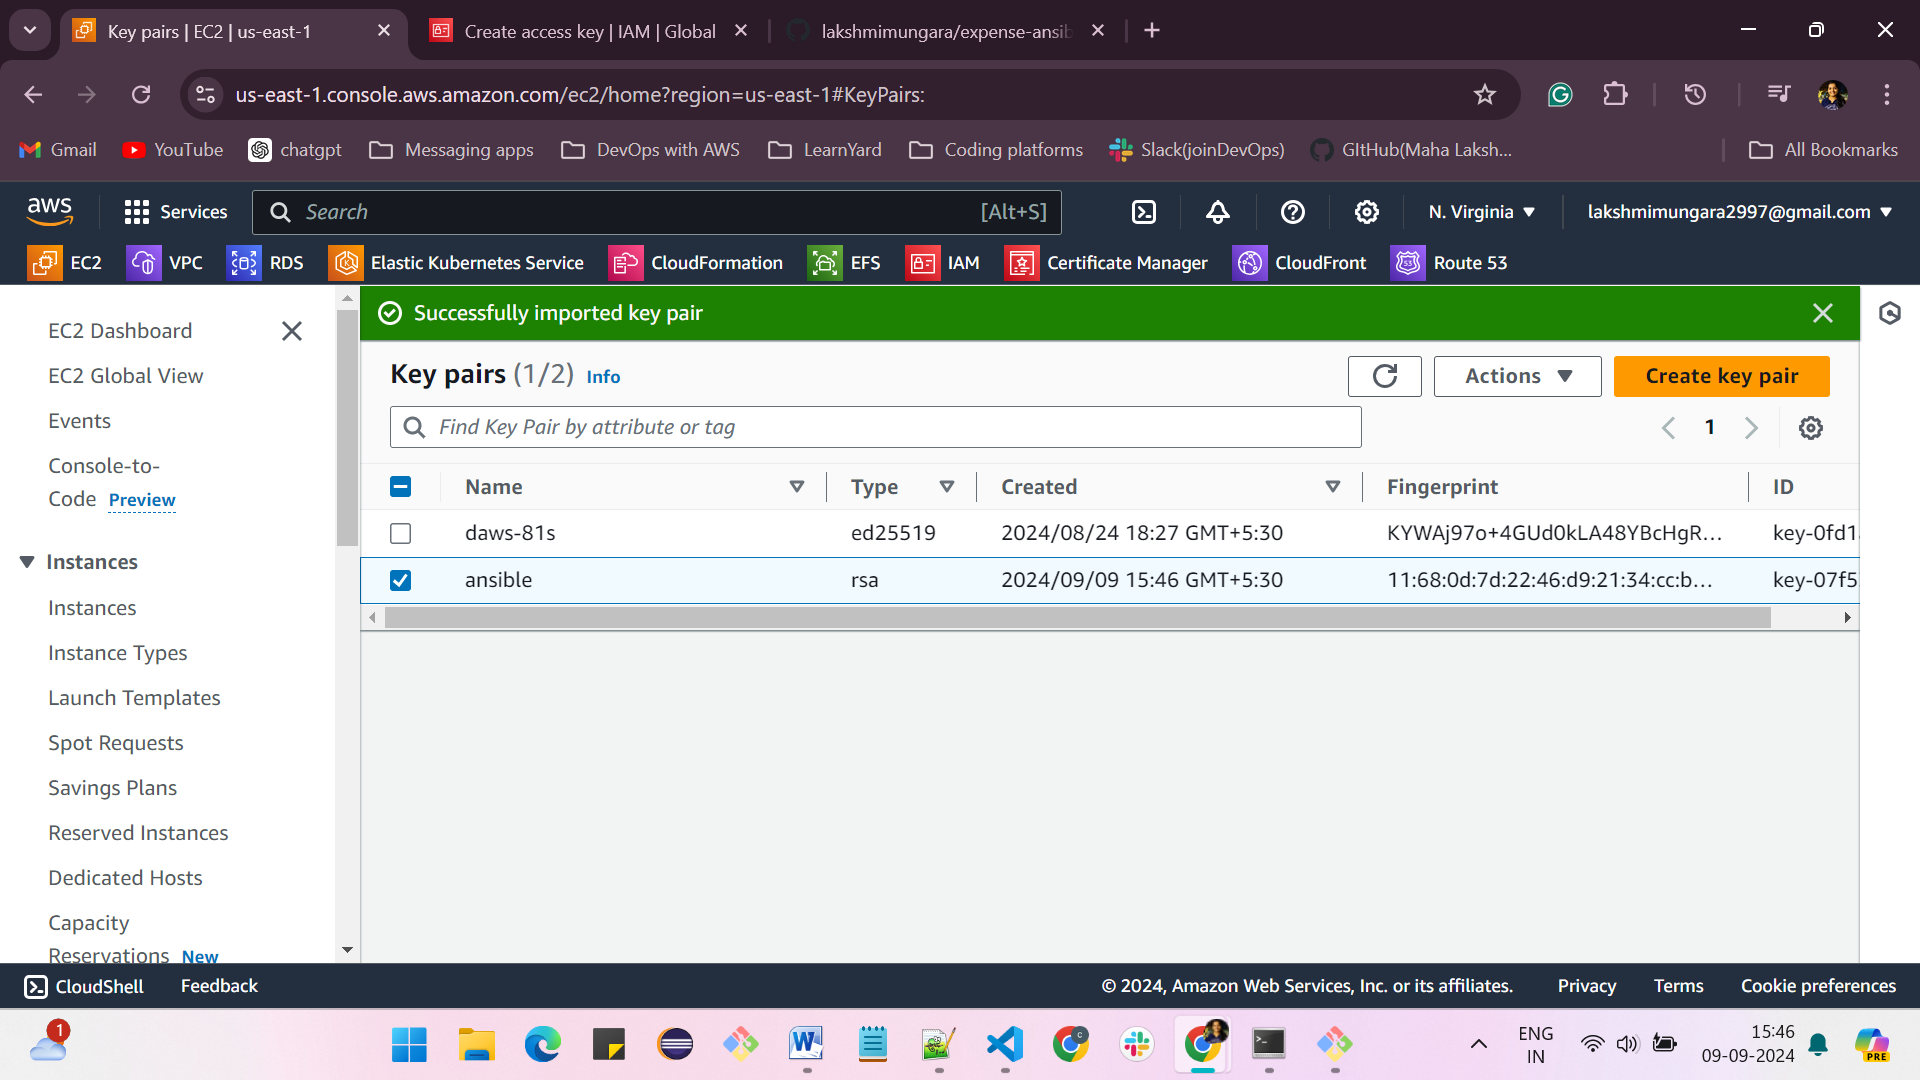 Key pairs | EC2 | us-east-1
Create access key | IAM | Global
lakshmimungara/expense-ansib
us-east-1.console.aws.amazon.com/ec2/home?region=us-east-1#KeyPairs:
Gmail
YouTube
chatgpt
Messaging apps
DevOps with AWS
LearnYard
Coding platforms
Slack(joinDevOps)
GItHub(Maha Laksh...
All Bookmarks
aws
Services
Search
[Alt+S]
N. Virginia
lakshmimungara2997@gmail.com
EC2
VPC
RDS
Elastic Kubernetes Service
CloudFormation
EFS
IAM
Certificate Manager
CloudFront
Route 53
EC2 Dashboard
EC2 Global View
Events
Console-to-
Code Preview
Instances
Instances
Instance Types
Launch Templates
Spot Requests
Savings Plans
Reserved Instances
Dedicated Hosts
Capacity
Reservations New
Successfully imported key pair
Key pairs (1/2) Info
Actions
Create key pair
Find Key Pair by attribute or tag
1
Name Type Created Fingerprint ID
daws-81s ed25519 2024/08/24 18:27 GMT+5:30 KYWAj97o+4GUd0kLA48YBcHgR... key-0fd1
ansible rsa 2024/09/09 15:46 GMT+5:30 11:68:0d:7d:22:46:d9:21:34:cc:b... key-07f5
CloudShell
Feedback
© 2024, Amazon Web Services, Inc. or its affiliates.
Privacy
Terms
Cookie preferences
1
ENG
IN
15:46
09-09-2024
PRE